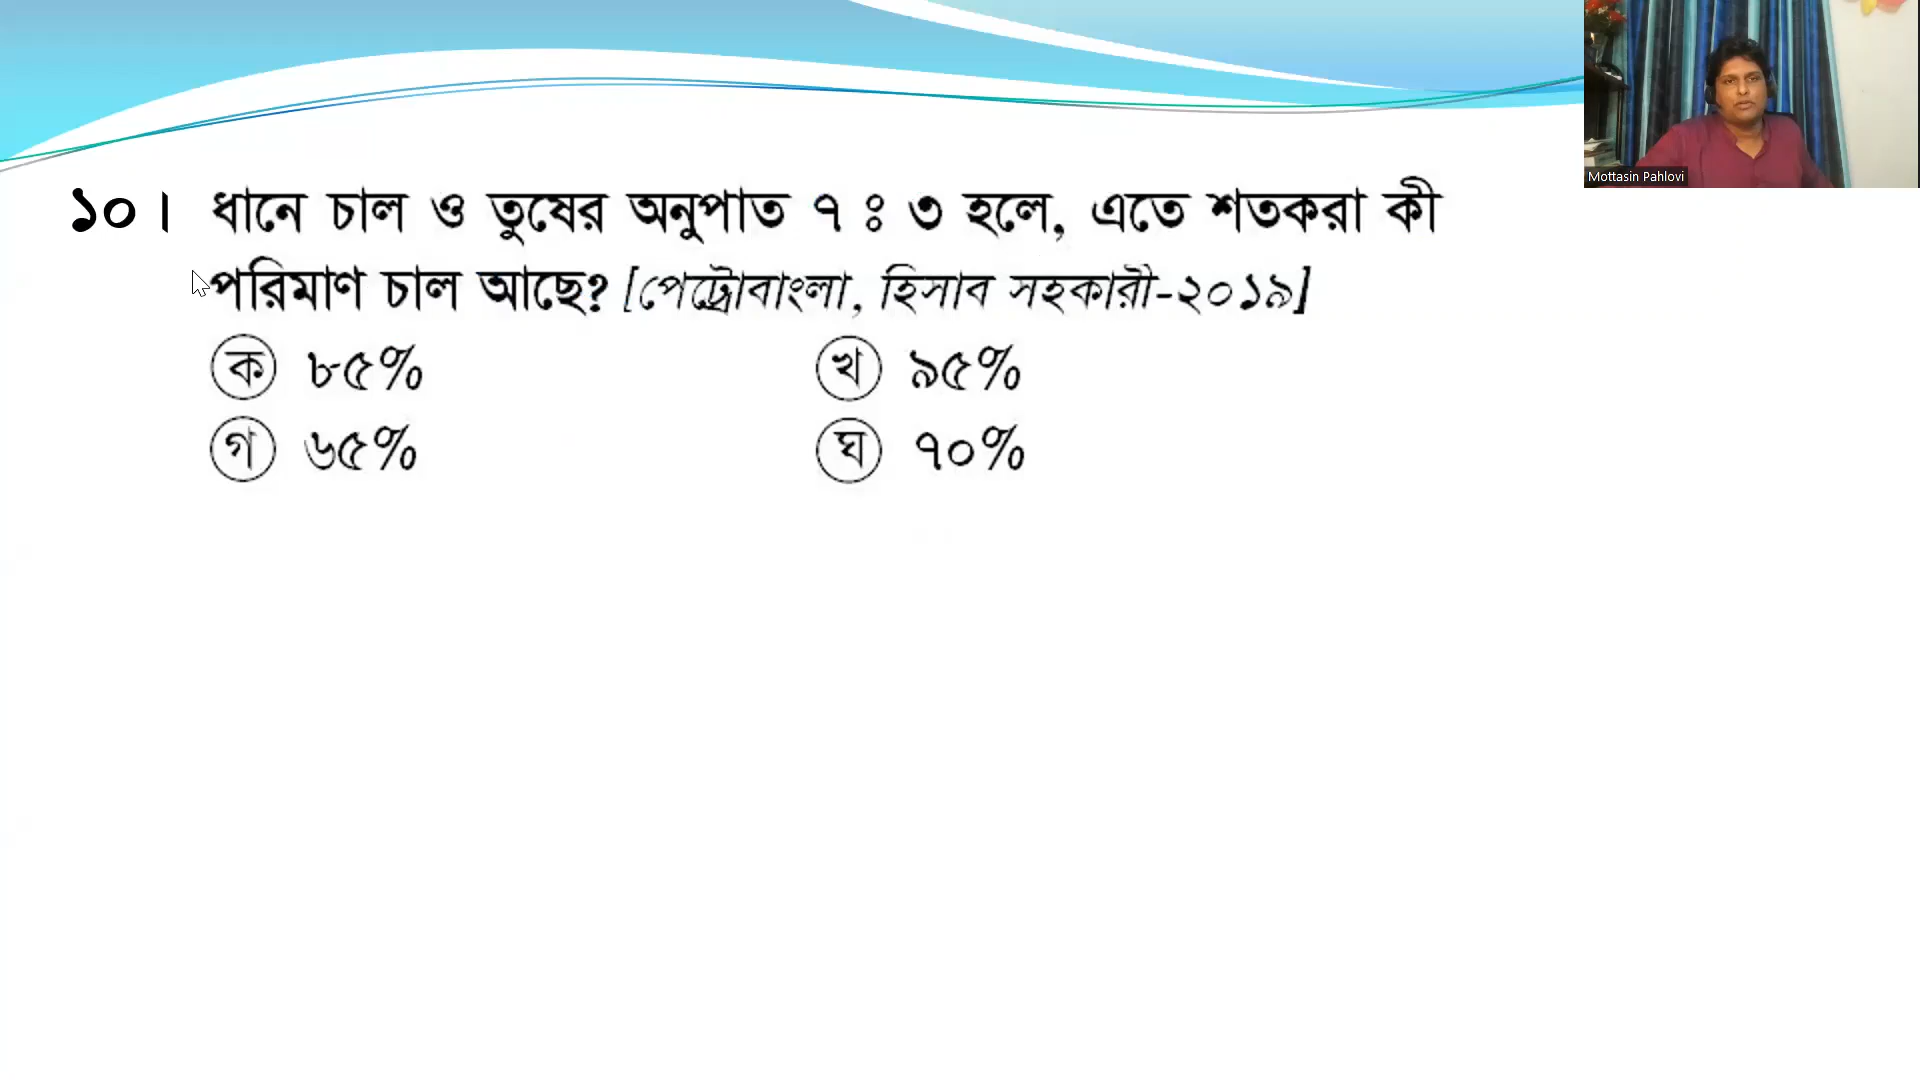 Mottasin Pahlovi
১০। ধানে চাল ও তুষের অনুপাত ৭ ঃ ৩ হলে, এতে শতকরা কী
পরিমাণ চাল আছে? [পেট্রোবাংলা, হিসাব সহকারী-২০১৯]
ক ৮৫% খ ৯৫%
গ ৬৫% ঘ ৭০%